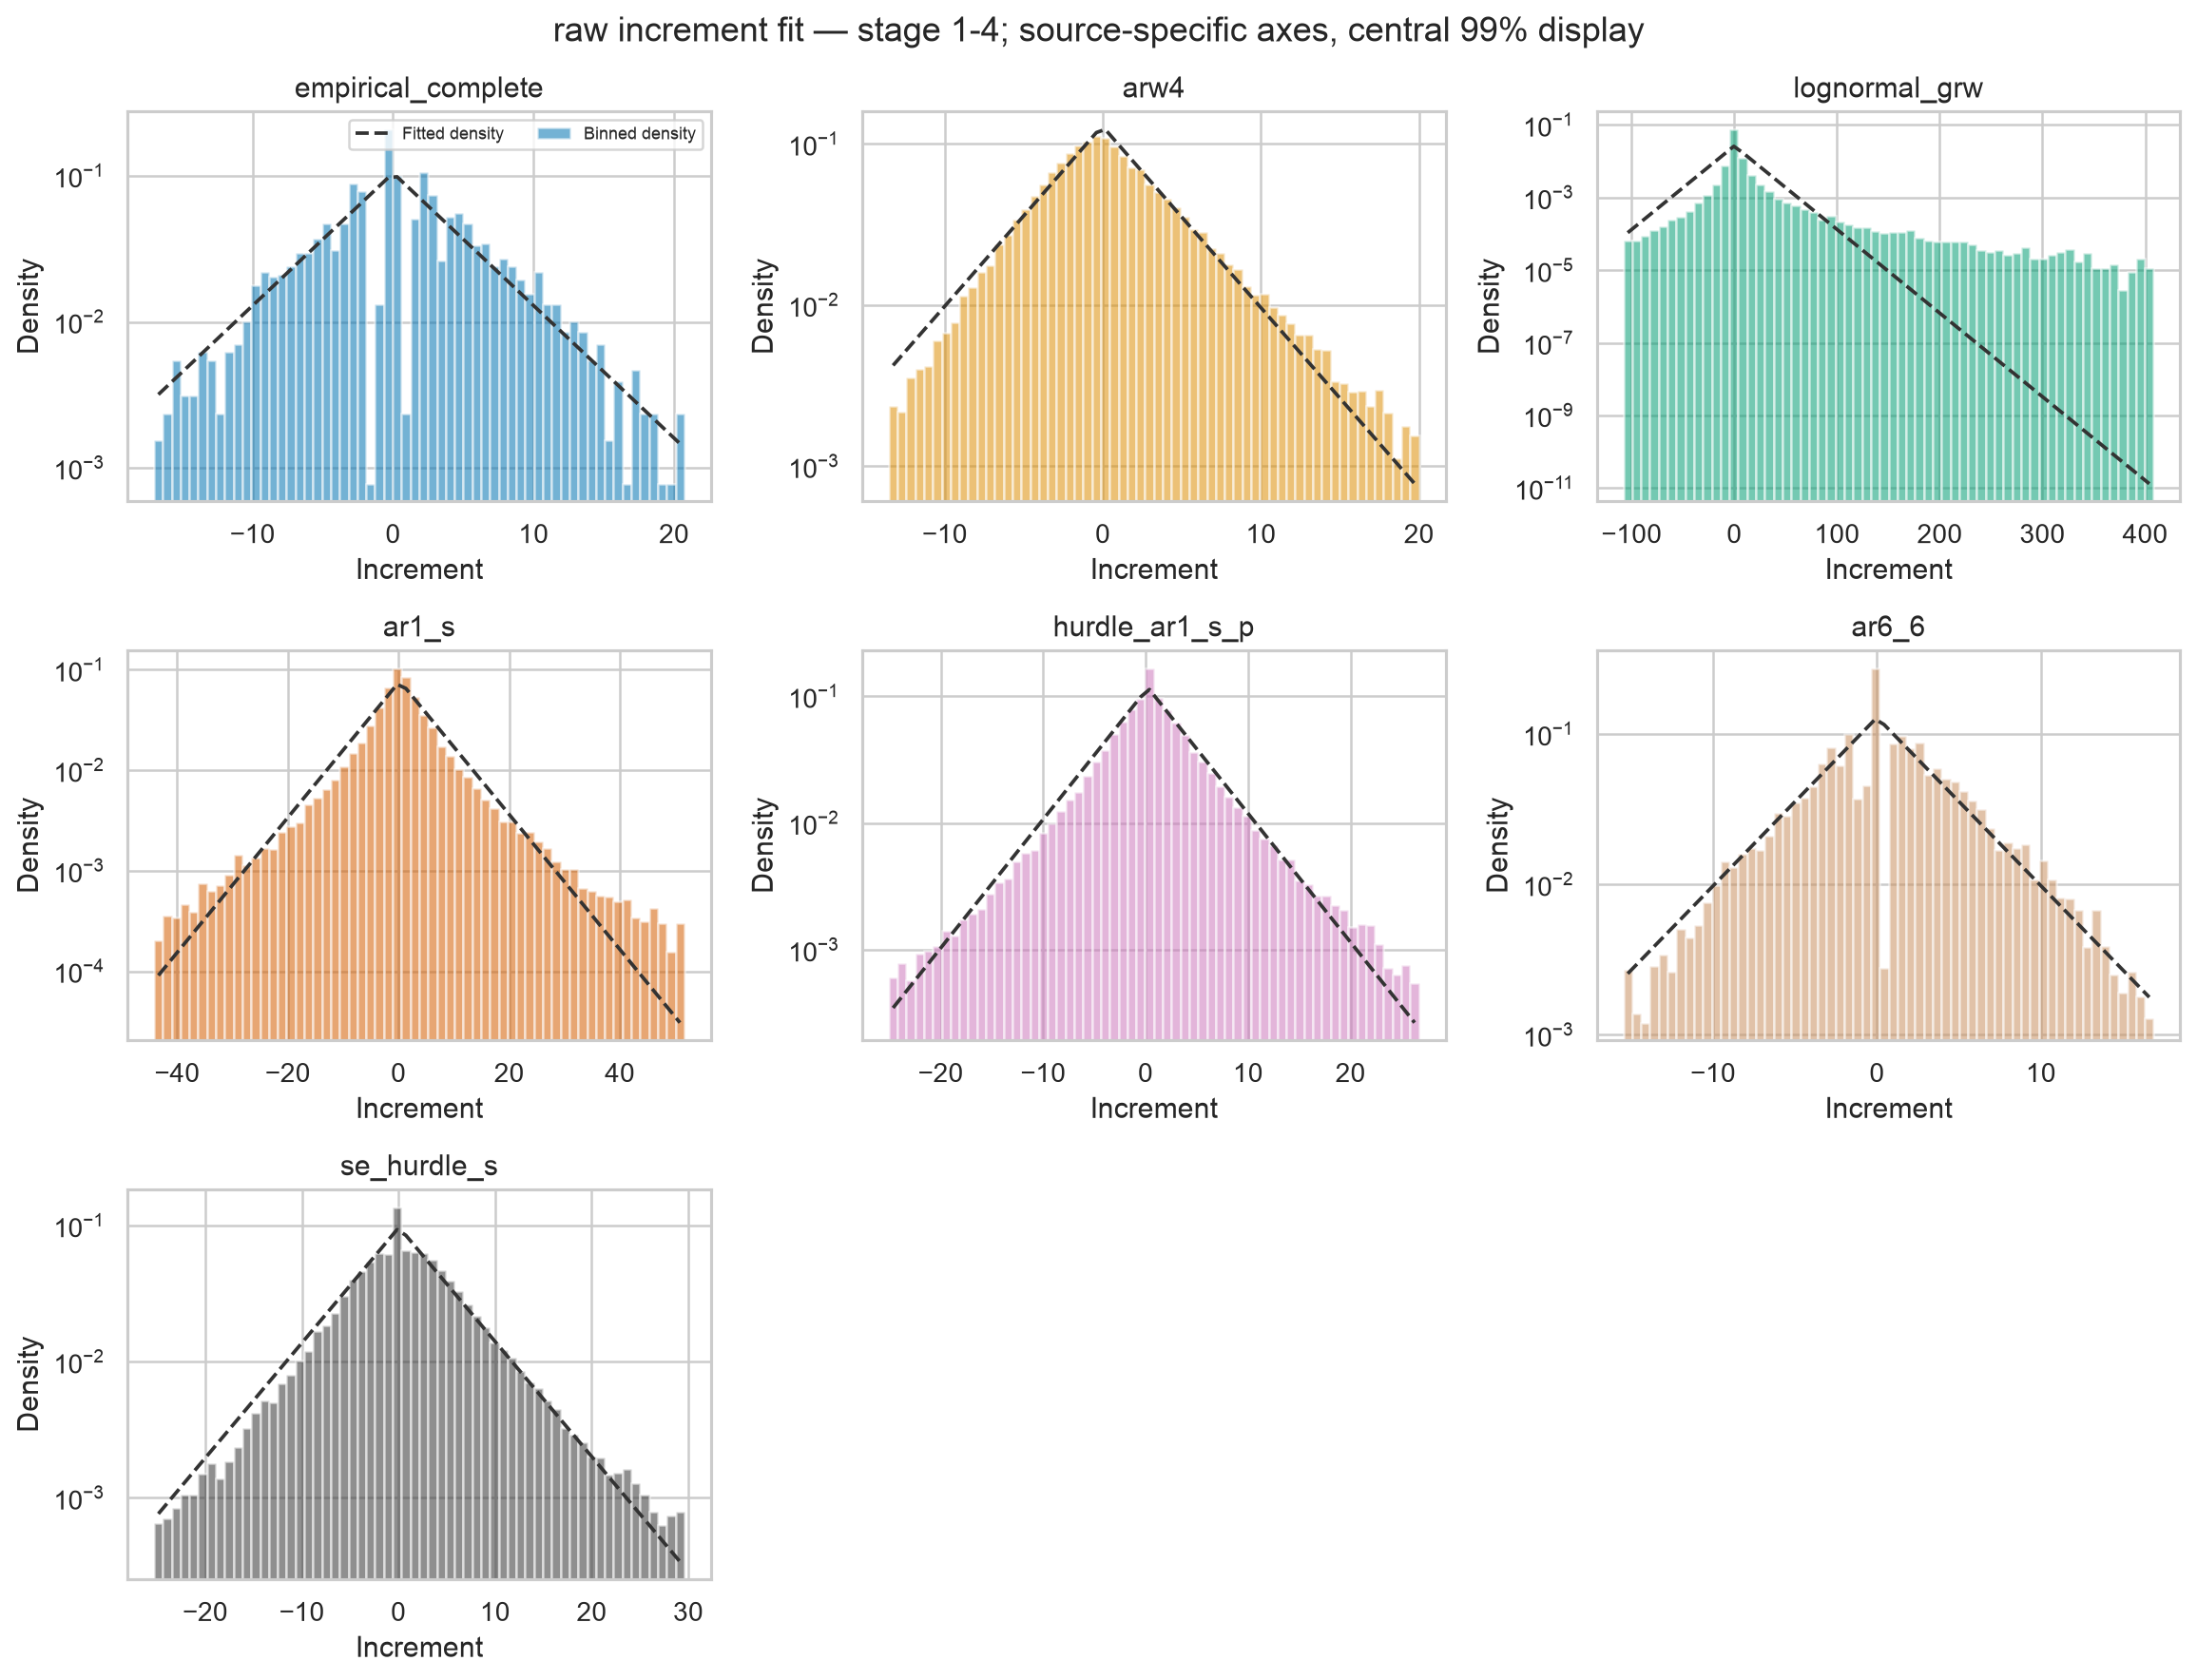 raw increment fit — stage 1-4; source-specific axes, central 99% display
empirical_complete
Fitted density
Binned density
10⁻¹
10⁻²
10⁻³
Density
−10
0
10
20
Increment
arw4
10⁻¹
10⁻²
10⁻³
Density
−10
0
10
20
Increment
lognormal_grw
10⁻¹
10⁻³
10⁻⁵
10⁻⁷
10⁻⁹
10⁻¹¹
Density
−100
0
100
200
300
400
Increment
ar1_s
10⁻¹
10⁻²
10⁻³
10⁻⁴
Density
−40
−20
0
20
40
Increment
hurdle_ar1_s_p
10⁻¹
10⁻²
10⁻³
Density
−20
−10
0
10
20
Increment
ar6_6
10⁻¹
10⁻²
10⁻³
Density
−10
0
10
Increment
se_hurdle_s
10⁻¹
10⁻²
10⁻³
Density
−20
−10
0
10
20
30
Increment